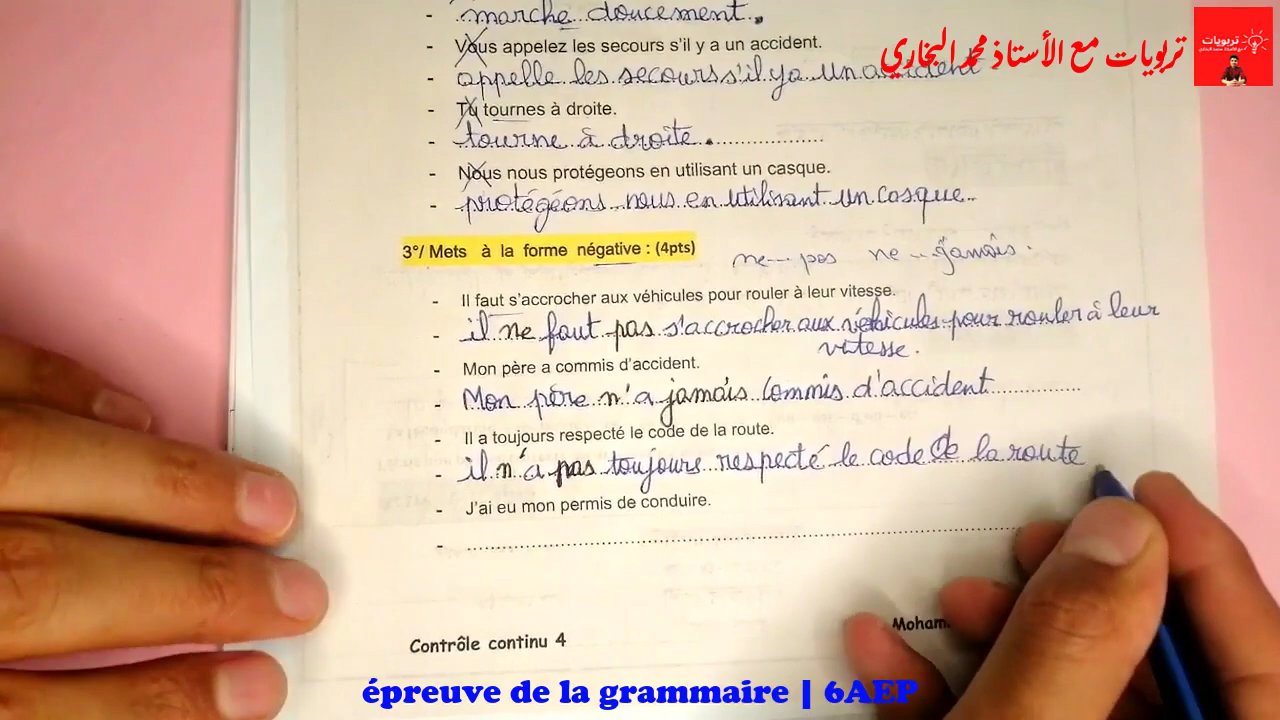 - marche doucement.
- Vous appelez les secours s'il y a un accident.
- appelle les secours s'il y a un accident
- Tu tournes à droite.
- tourne à droite.
- Nous nous protégeons en utilisant un casque.
- protégéons nous en utilisant un casque.
3°/ Mets à la forme négative : (4pts) ne... pas ne... jamais.
- Il faut s'accrocher aux véhicules pour rouler à leur vitesse.
- il ne faut pas s'accrocher aux véhicules pour rouler à leur
vitesse.
- Mon père a commis d'accident.
- Mon père n'a jamais commis d'accident
- Il a toujours respecté le code de la route.
- il n'a pas toujours respecté le code de la route
- J'ai eu mon permis de conduire.
-
Contrôle continu 4 Moham
تربويات مع الأستاذ محمد البخاري
تربويات
épreuve de la grammaire | 6AEP